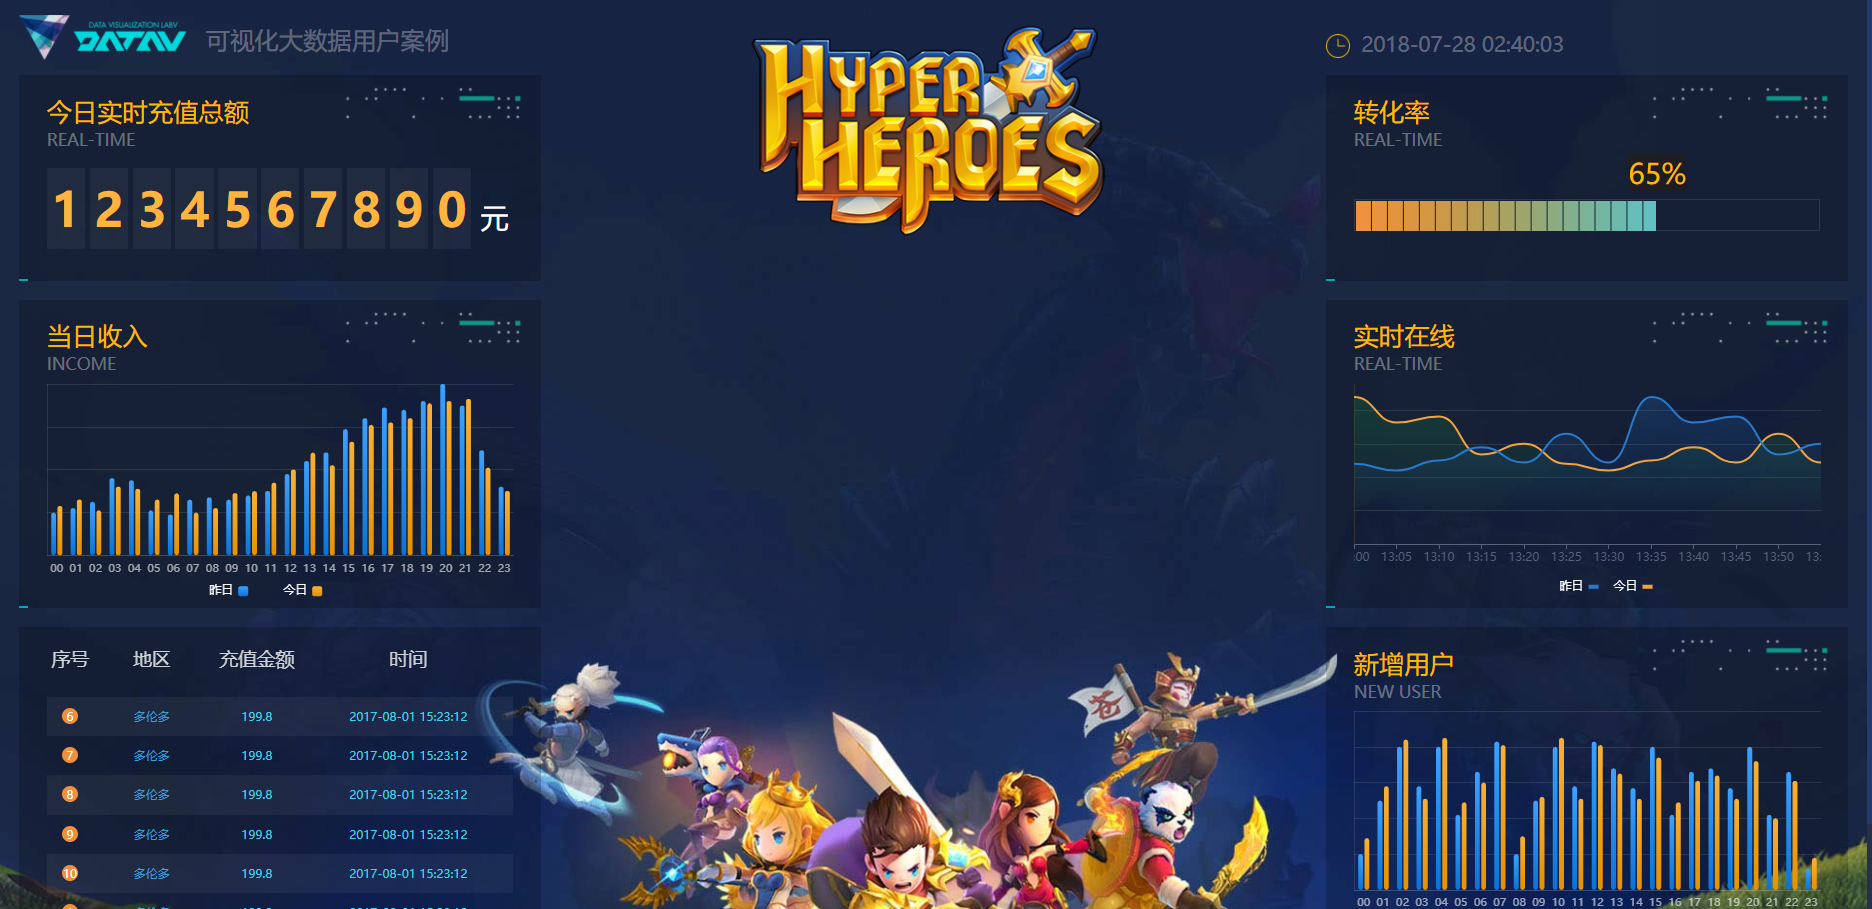 DATA VISUALIZATION LABV
DATAV
可视化大数据用户案例
HYPER
HEROES
2018-07-28 02:40:03
今日实时充值总额
REAL-TIME
1 2 3 4 5 6 7 8 9 0 元
转化率
REAL-TIME
65%
当日收入
INCOME
00 01 02 03 04 05 06 07 08 09 10 11 12 13 14 15 16 17 18 19 20 21 22 23
昨日 今日
实时在线
REAL-TIME
:00 13:05 13:10 13:15 13:20 13:25 13:30 13:35 13:40 13:45 13:50 13:
昨日 今日
序号 地区 充值金额 时间
6 多伦多 199.8 2017-08-01 15:23:12
7 多伦多 199.8 2017-08-01 15:23:12
8 多伦多 199.8 2017-08-01 15:23:12
9 多伦多 199.8 2017-08-01 15:23:12
10 多伦多 199.8 2017-08-01 15:23:12
苍
新增用户
NEW USER
00 01 02 03 04 05 06 07 08 09 10 11 12 13 14 15 16 17 18 19 20 21 22 23